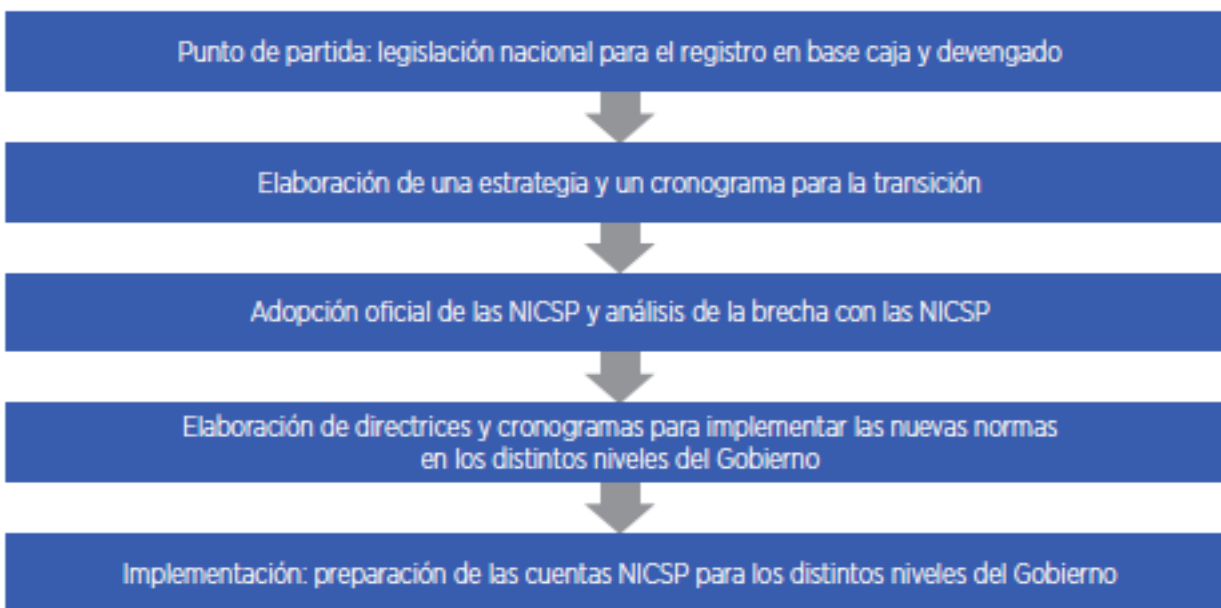 Punto de partida: legislación nacional para el registro en base caja y devengado
Elaboración de una estrategia y un cronograma para la transición
Adopción oficial de las NICSP y análisis de la brecha con las NICSP
Elaboración de directrices y cronogramas para implementar las nuevas normas
en los distintos niveles del Gobierno
Implementación: preparación de las cuentas NICSP para los distintos niveles del Gobierno